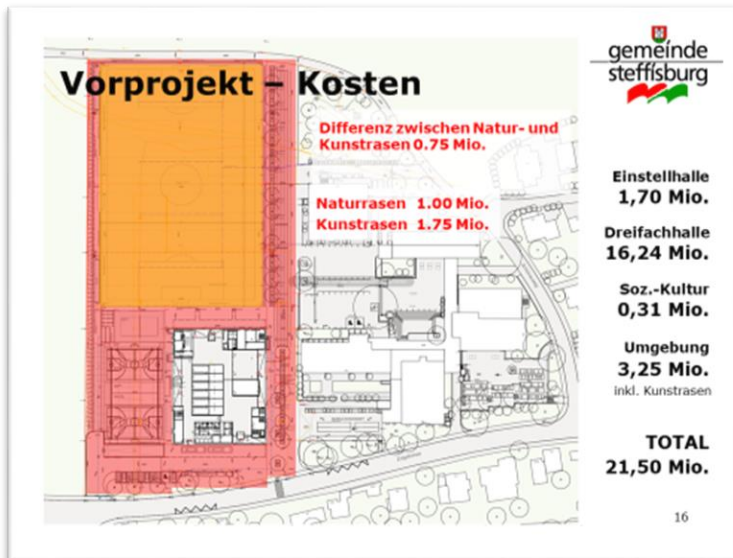 Vorprojekt – Kosten
gemeinde
steffisburg
Differenz zwischen Natur- und
Kunstrasen 0.75 Mio.
Naturrasen 1.00 Mio.
Kunstrasen 1.75 Mio.
Einstellhalle
1,70 Mio.
Dreifachhalle
16,24 Mio.
Soz.-Kultur
0,31 Mio.
Umgebung
3,25 Mio.
inkl. Kunstrasen
TOTAL
21,50 Mio.
16